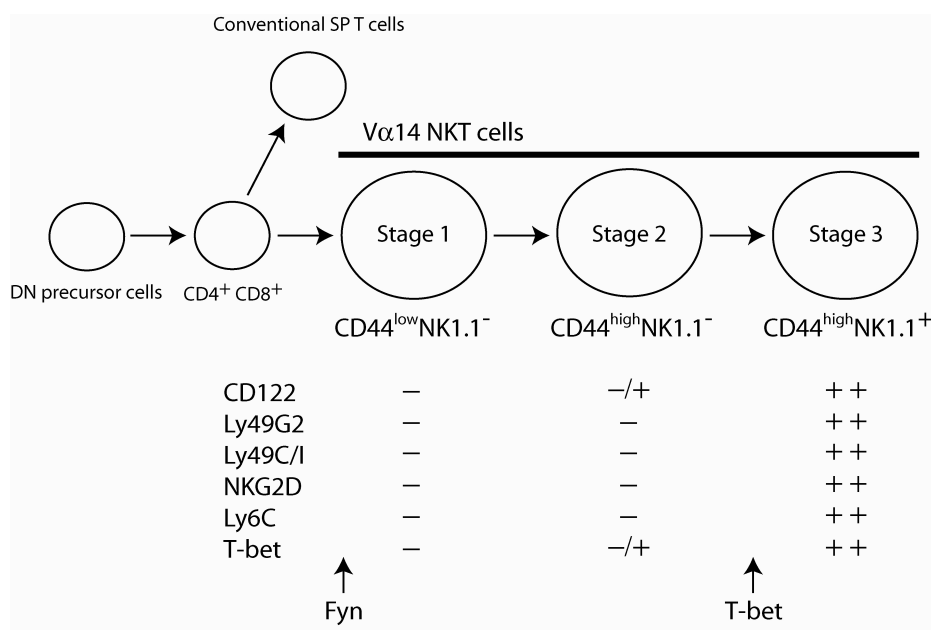 Conventional SP T cells
Vα14 NKT cells
Stage 1 Stage 2 Stage 3
DN precursor cells CD4⁺ CD8⁺
CD44ˡᵒʷNK1.1⁻ CD44ʰⁱᵍʰNK1.1⁻ CD44ʰⁱᵍʰNK1.1⁺
CD122 − −/+ ++
Ly49G2 − − ++
Ly49C/I − − ++
NKG2D − − ++
Ly6C − − ++
T-bet − −/+ ++
Fyn T-bet